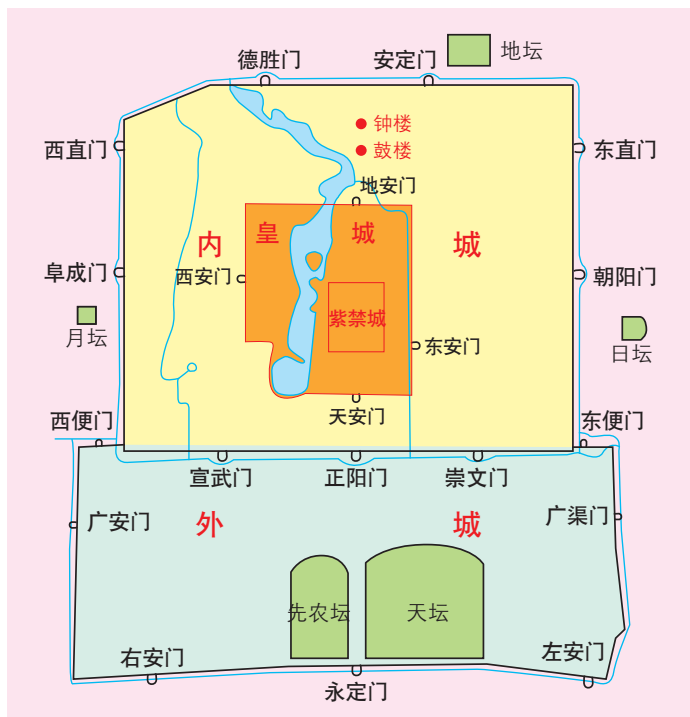 德胜门
安定门
地坛
钟楼
鼓楼
西直门
东直门
地安门
内
皇
城
城
阜成门
西安门
朝阳门
紫禁城
月坛
日坛
东安门
天安门
西便门
东便门
宣武门
正阳门
崇文门
广安门
外
城
广渠门
先农坛
天坛
右安门
左安门
永定门